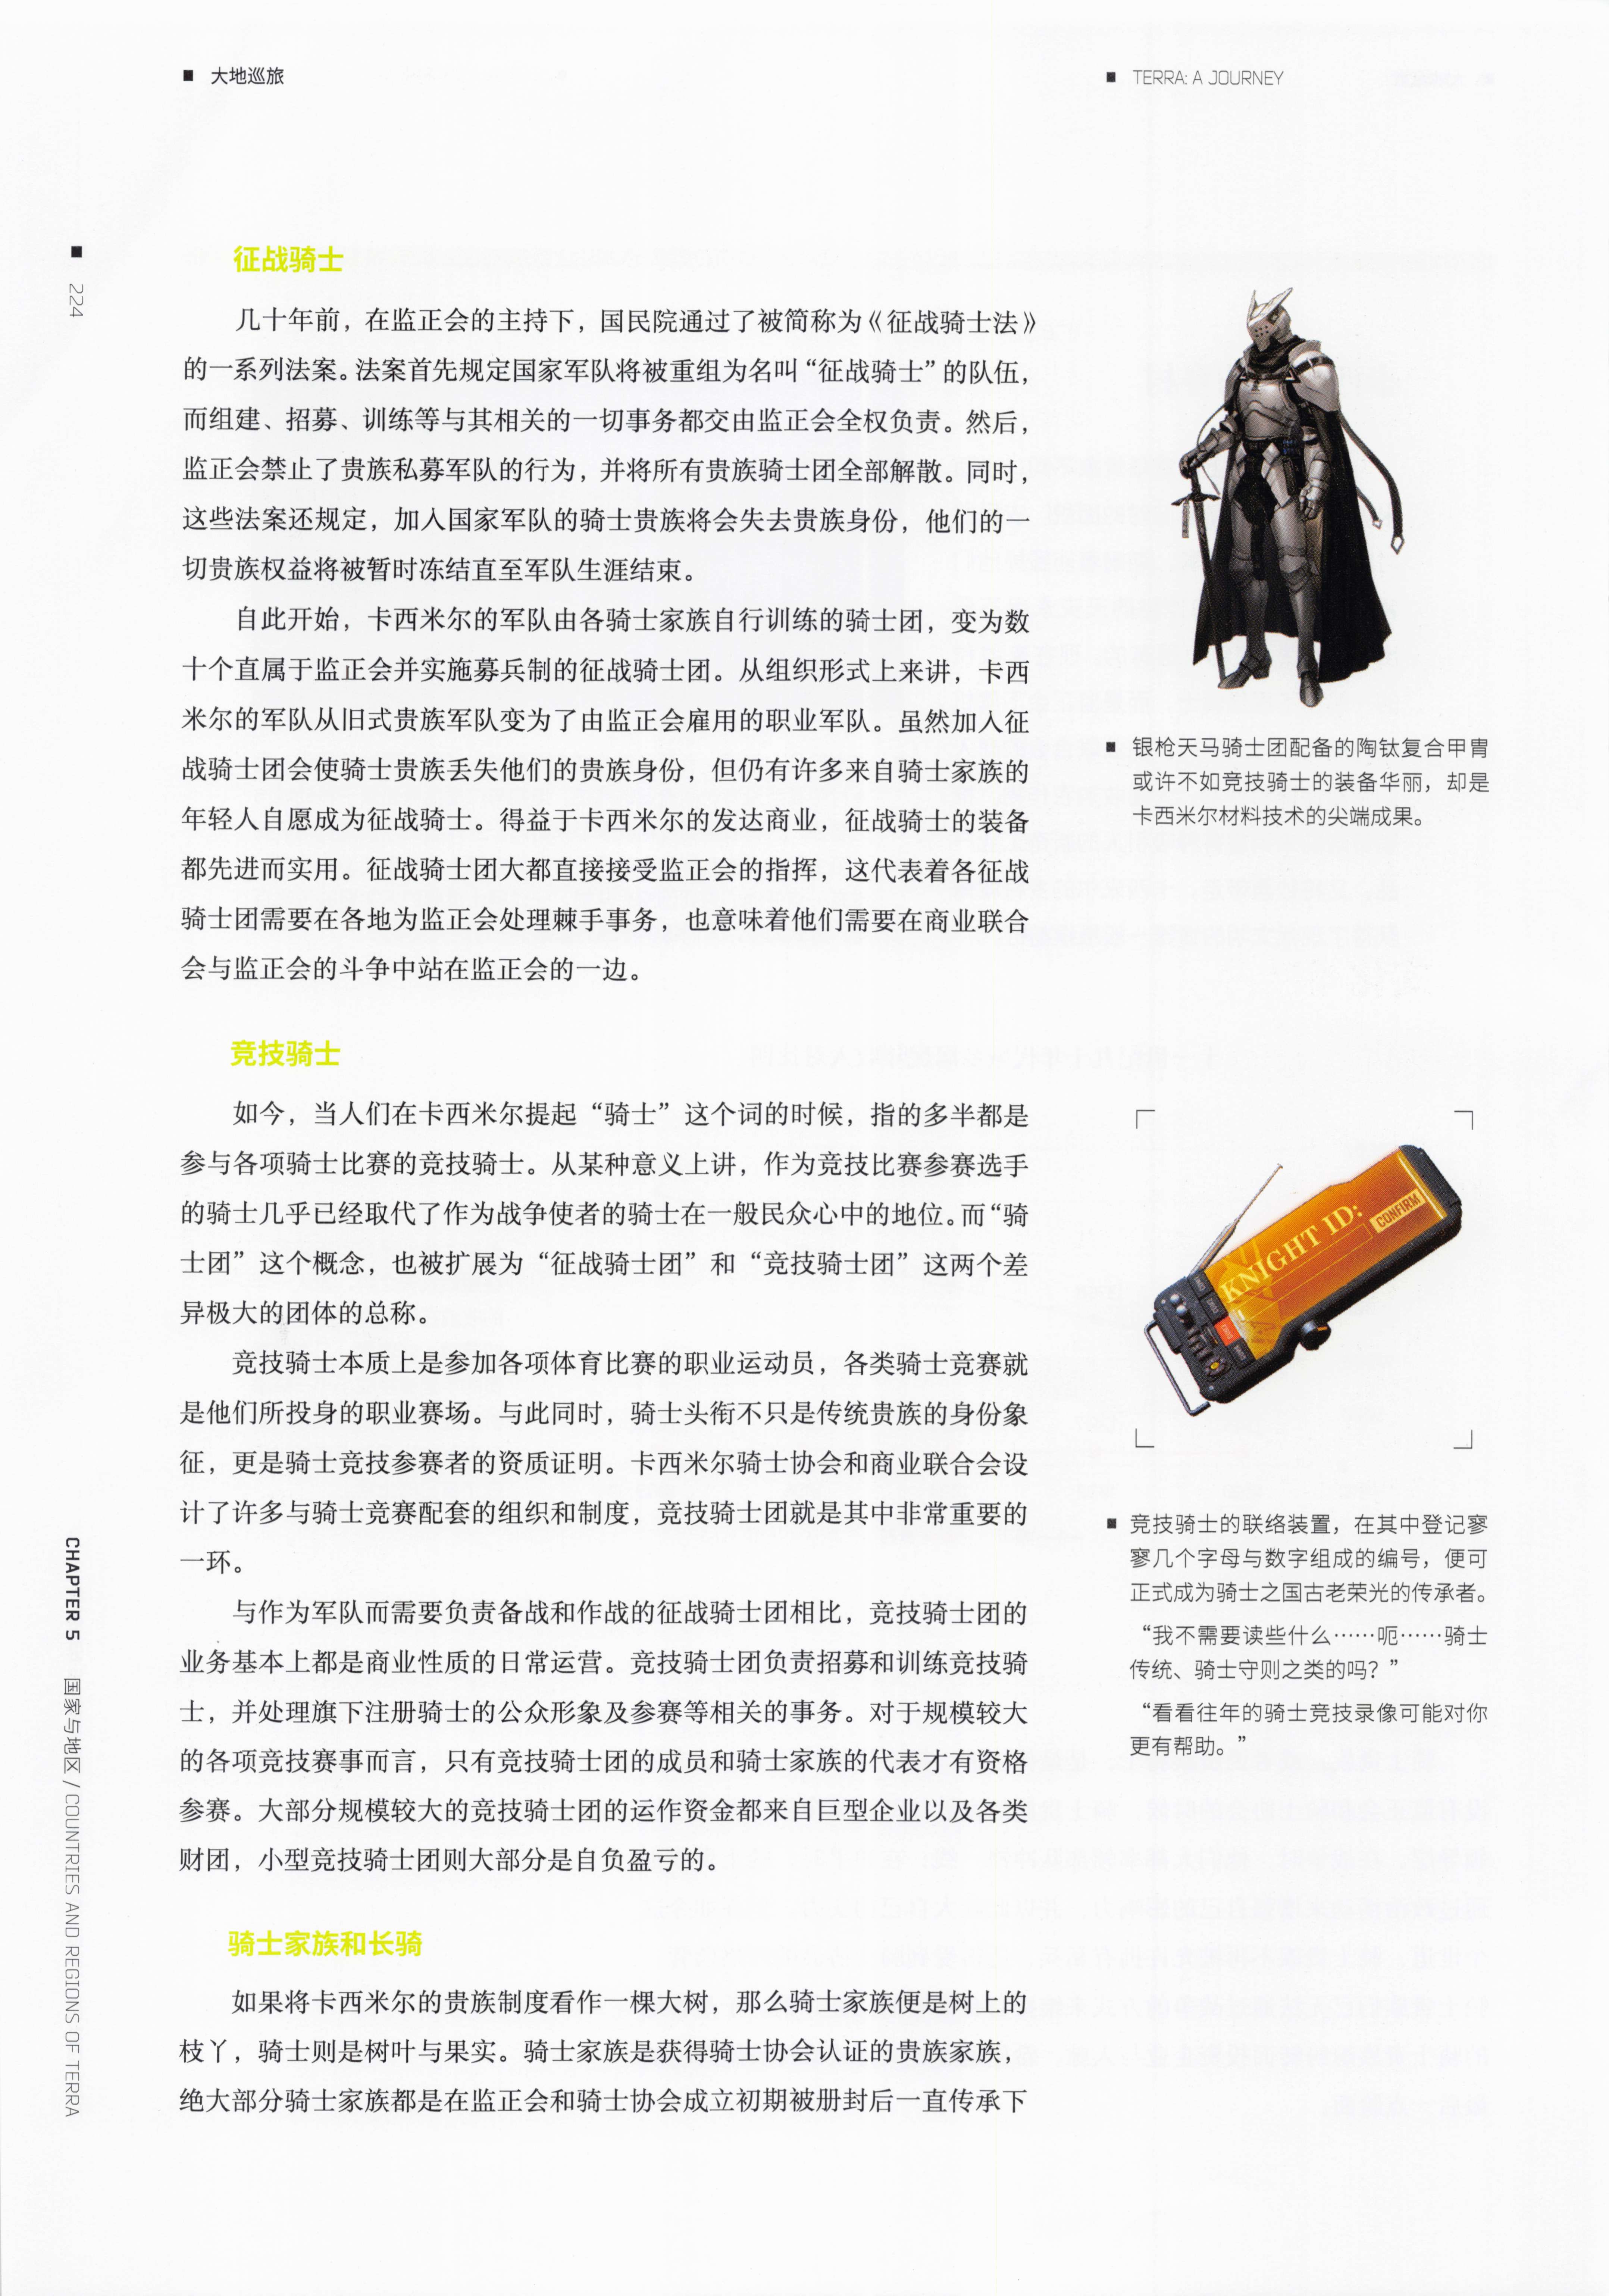 大地巡旅
TERRA: A JOURNEY
224
征战骑士
几十年前，在监正会的主持下，国民院通过了被简称为《征战骑士法》
的一系列法案。法案首先规定国家军队将被重组为名叫“征战骑士”的队伍，
而组建、招募、训练等与其相关的一切事务都交由监正会全权负责。然后，
监正会禁止了贵族私募军队的行为，并将所有贵族骑士团全部解散。同时，
这些法案还规定，加入国家军队的骑士贵族将会失去贵族身份，他们的一
切贵族权益将被暂时冻结直至军队生涯结束。
自此开始，卡西米尔的军队由各骑士家族自行训练的骑士团，变为数
十个直属于监正会并实施募兵制的征战骑士团。从组织形式上来讲，卡西
米尔的军队从旧式贵族军队变为了由监正会雇用的职业军队。虽然加入征
战骑士团会使骑士贵族丢失他们的贵族身份，但仍有许多来自骑士家族的
年轻人自愿成为征战骑士。得益于卡西米尔的发达商业，征战骑士的装备
都先进而实用。征战骑士团大都直接接受监正会的指挥，这代表着各征战
骑士团需要在各地为监正会处理棘手事务，也意味着他们需要在商业联合
会与监正会的斗争中站在监正会的一边。
银枪天马骑士团配备的陶钛复合甲胄
或许不如竞技骑士的装备华丽，却是
卡西米尔材料技术的尖端成果。
竞技骑士
如今，当人们在卡西米尔提起“骑士”这个词的时候，指的多半都是
参与各项骑士比赛的竞技骑士。从某种意义上讲，作为竞技比赛参赛选手
的骑士几乎已经取代了作为战争使者的骑士在一般民众心中的地位。而“骑
士团”这个概念，也被扩展为“征战骑士团”和“竞技骑士团”这两个差
异极大的团体的总称。
竞技骑士本质上是参加各项体育比赛的职业运动员，各类骑士竞赛就
是他们所投身的职业赛场。与此同时，骑士头衔不只是传统贵族的身份象
征，更是骑士竞技参赛者的资质证明。卡西米尔骑士协会和商业联合会设
计了许多与骑士竞赛配套的组织和制度，竞技骑士团就是其中非常重要的
一环。
与作为军队而需要负责备战和作战的征战骑士团相比，竞技骑士团的
业务基本上都是商业性质的日常运营。竞技骑士团负责招募和训练竞技骑
士，并处理旗下注册骑士的公众形象及参赛等相关的事务。对于规模较大
的各项竞技赛事而言，只有竞技骑士团的成员和骑士家族的代表才有资格
参赛。大部分规模较大的竞技骑士团的运作资金都来自巨型企业以及各类
财团，小型竞技骑士团则大部分是自负盈亏的。
KNIGHT ID:
CONFIRM
竞技骑士的联络装置，在其中登记寥
寥几个字母与数字组成的编号，便可
正式成为骑士之国古老荣光的传承者。
“我不需要读些什么……呃……骑士
传统、骑士守则之类的吗？”
“看看往年的骑士竞技录像可能对你
更有帮助。”
骑士家族和长骑
如果将卡西米尔的贵族制度看作一棵大树，那么骑士家族便是树上的
枝丫，骑士则是树叶与果实。骑士家族是获得骑士协会认证的贵族家族，
绝大部分骑士家族都是在监正会和骑士协会成立初期被册封后一直传承下
CHAPTER 5 国家与地区 / COUNTRIES AND REGIONS OF TERRA